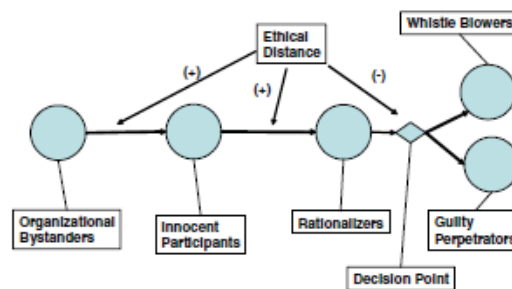 Whistle Blowers
Ethical
Distance
(+)
(+)
(-)
Organizational
Bystanders
Innocent
Participants
Rationalizers
Guilty
Perpetrators
Decision Point